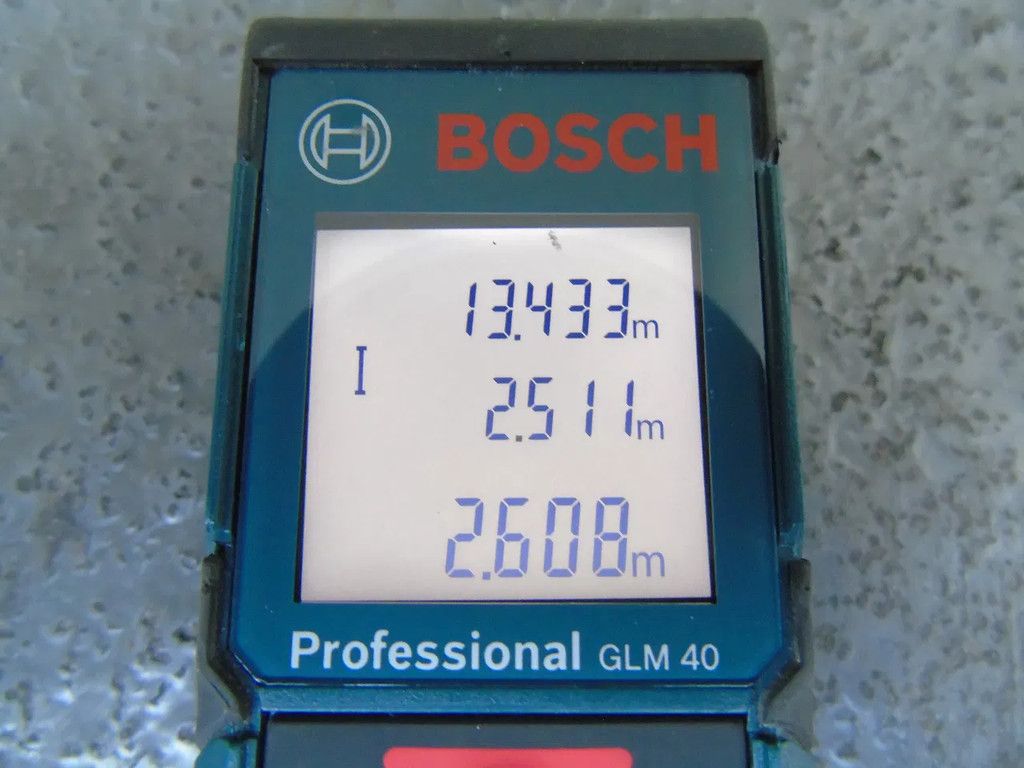 BOSCH
13.433m
2.511m
2.608m
Professional GLM 40